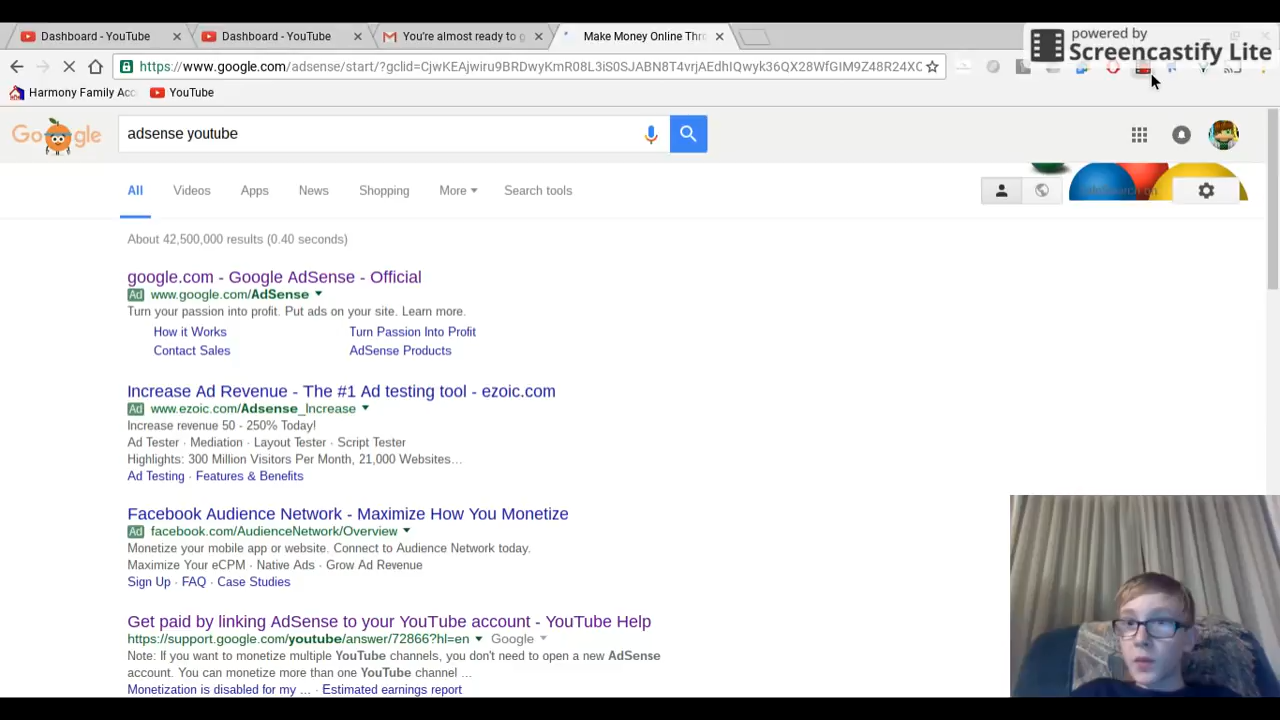 powered by
Screencastify Lite
Dashboard - YouTube
Dashboard - YouTube
You're almost ready to g
Make Money Online Thr
https://www.google.com/adsense/start/?gclid=
Harmony Family Acc
YouTube
Google
adsense youtube
All
Videos
Apps
News
Shopping
More
Search tools
About 42,500,000 results (0.40 seconds)
google.com - Google AdSense - Official
Ad www.google.com/AdSense
Turn your passion into profit. Put ads on your site. Learn more.
How it Works
Turn Passion Into Profit
Contact Sales
AdSense Products
Increase Ad Revenue - The #1 Ad testing tool - ezoic.com
Ad www.ezoic.com/Adsense_Increase
Increase revenue 50 - 250% Today!
Ad Tester · Mediation · Layout Tester · Script Tester
Highlights: 300 Million Visitors Per Month, 21,000 Websites…
Ad Testing · Features & Benefits
Facebook Audience Network - Maximize How You Monetize
Ad facebook.com/AudienceNetwork/Overview
Monetize your mobile app or website. Connect to Audience Network today.
Maximize Your eCPM · Native Ads · Grow Ad Revenue
Sign Up · FAQ · Case Studies
Get paid by linking AdSense to your YouTube account - YouTube Help
https://support.google.com/youtube/answer/72866?hl=en Google
Note: If you want to monetize multiple YouTube channels, you don't need to open a new AdSense
account. You can monetize more than one YouTube channel ...
Monetization is disabled for my ... · Estimated earnings report